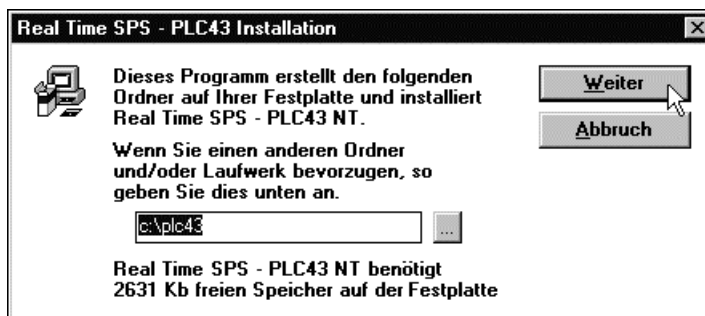 Real Time SPS - PLC43 Installation
Dieses Programm erstellt den folgenden
Ordner auf Ihrer Festplatte und installiert
Real Time SPS - PLC43 NT.
Wenn Sie einen anderen Ordner
und/oder Laufwerk bevorzugen, so
geben Sie dies unten an.
c:\plc43
...
Real Time SPS - PLC43 NT benötigt
2631 Kb freien Speicher auf der Festplatte
Weiter
Abbruch